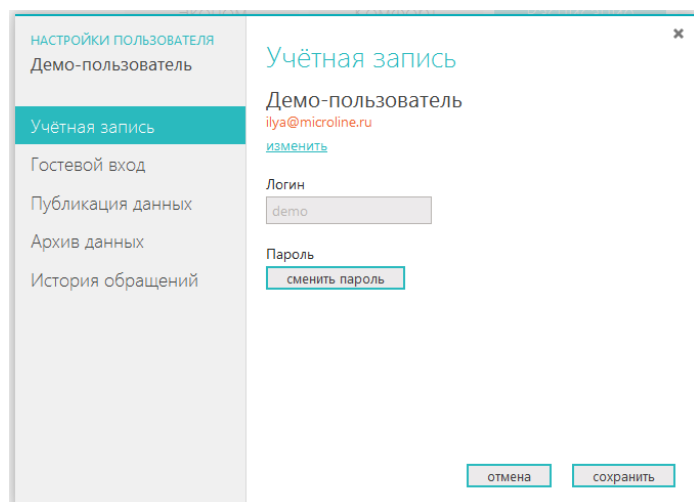 НАСТРОЙКИ ПОЛЬЗОВАТЕЛЯ
Демо-пользователь
Учётная запись
Гостевой вход
Публикация данных
Архив данных
История обращений
Учётная запись
Демо-пользователь
ilya@microline.ru
изменить
Логин
demo
Пароль
сменить пароль
отмена
сохранить